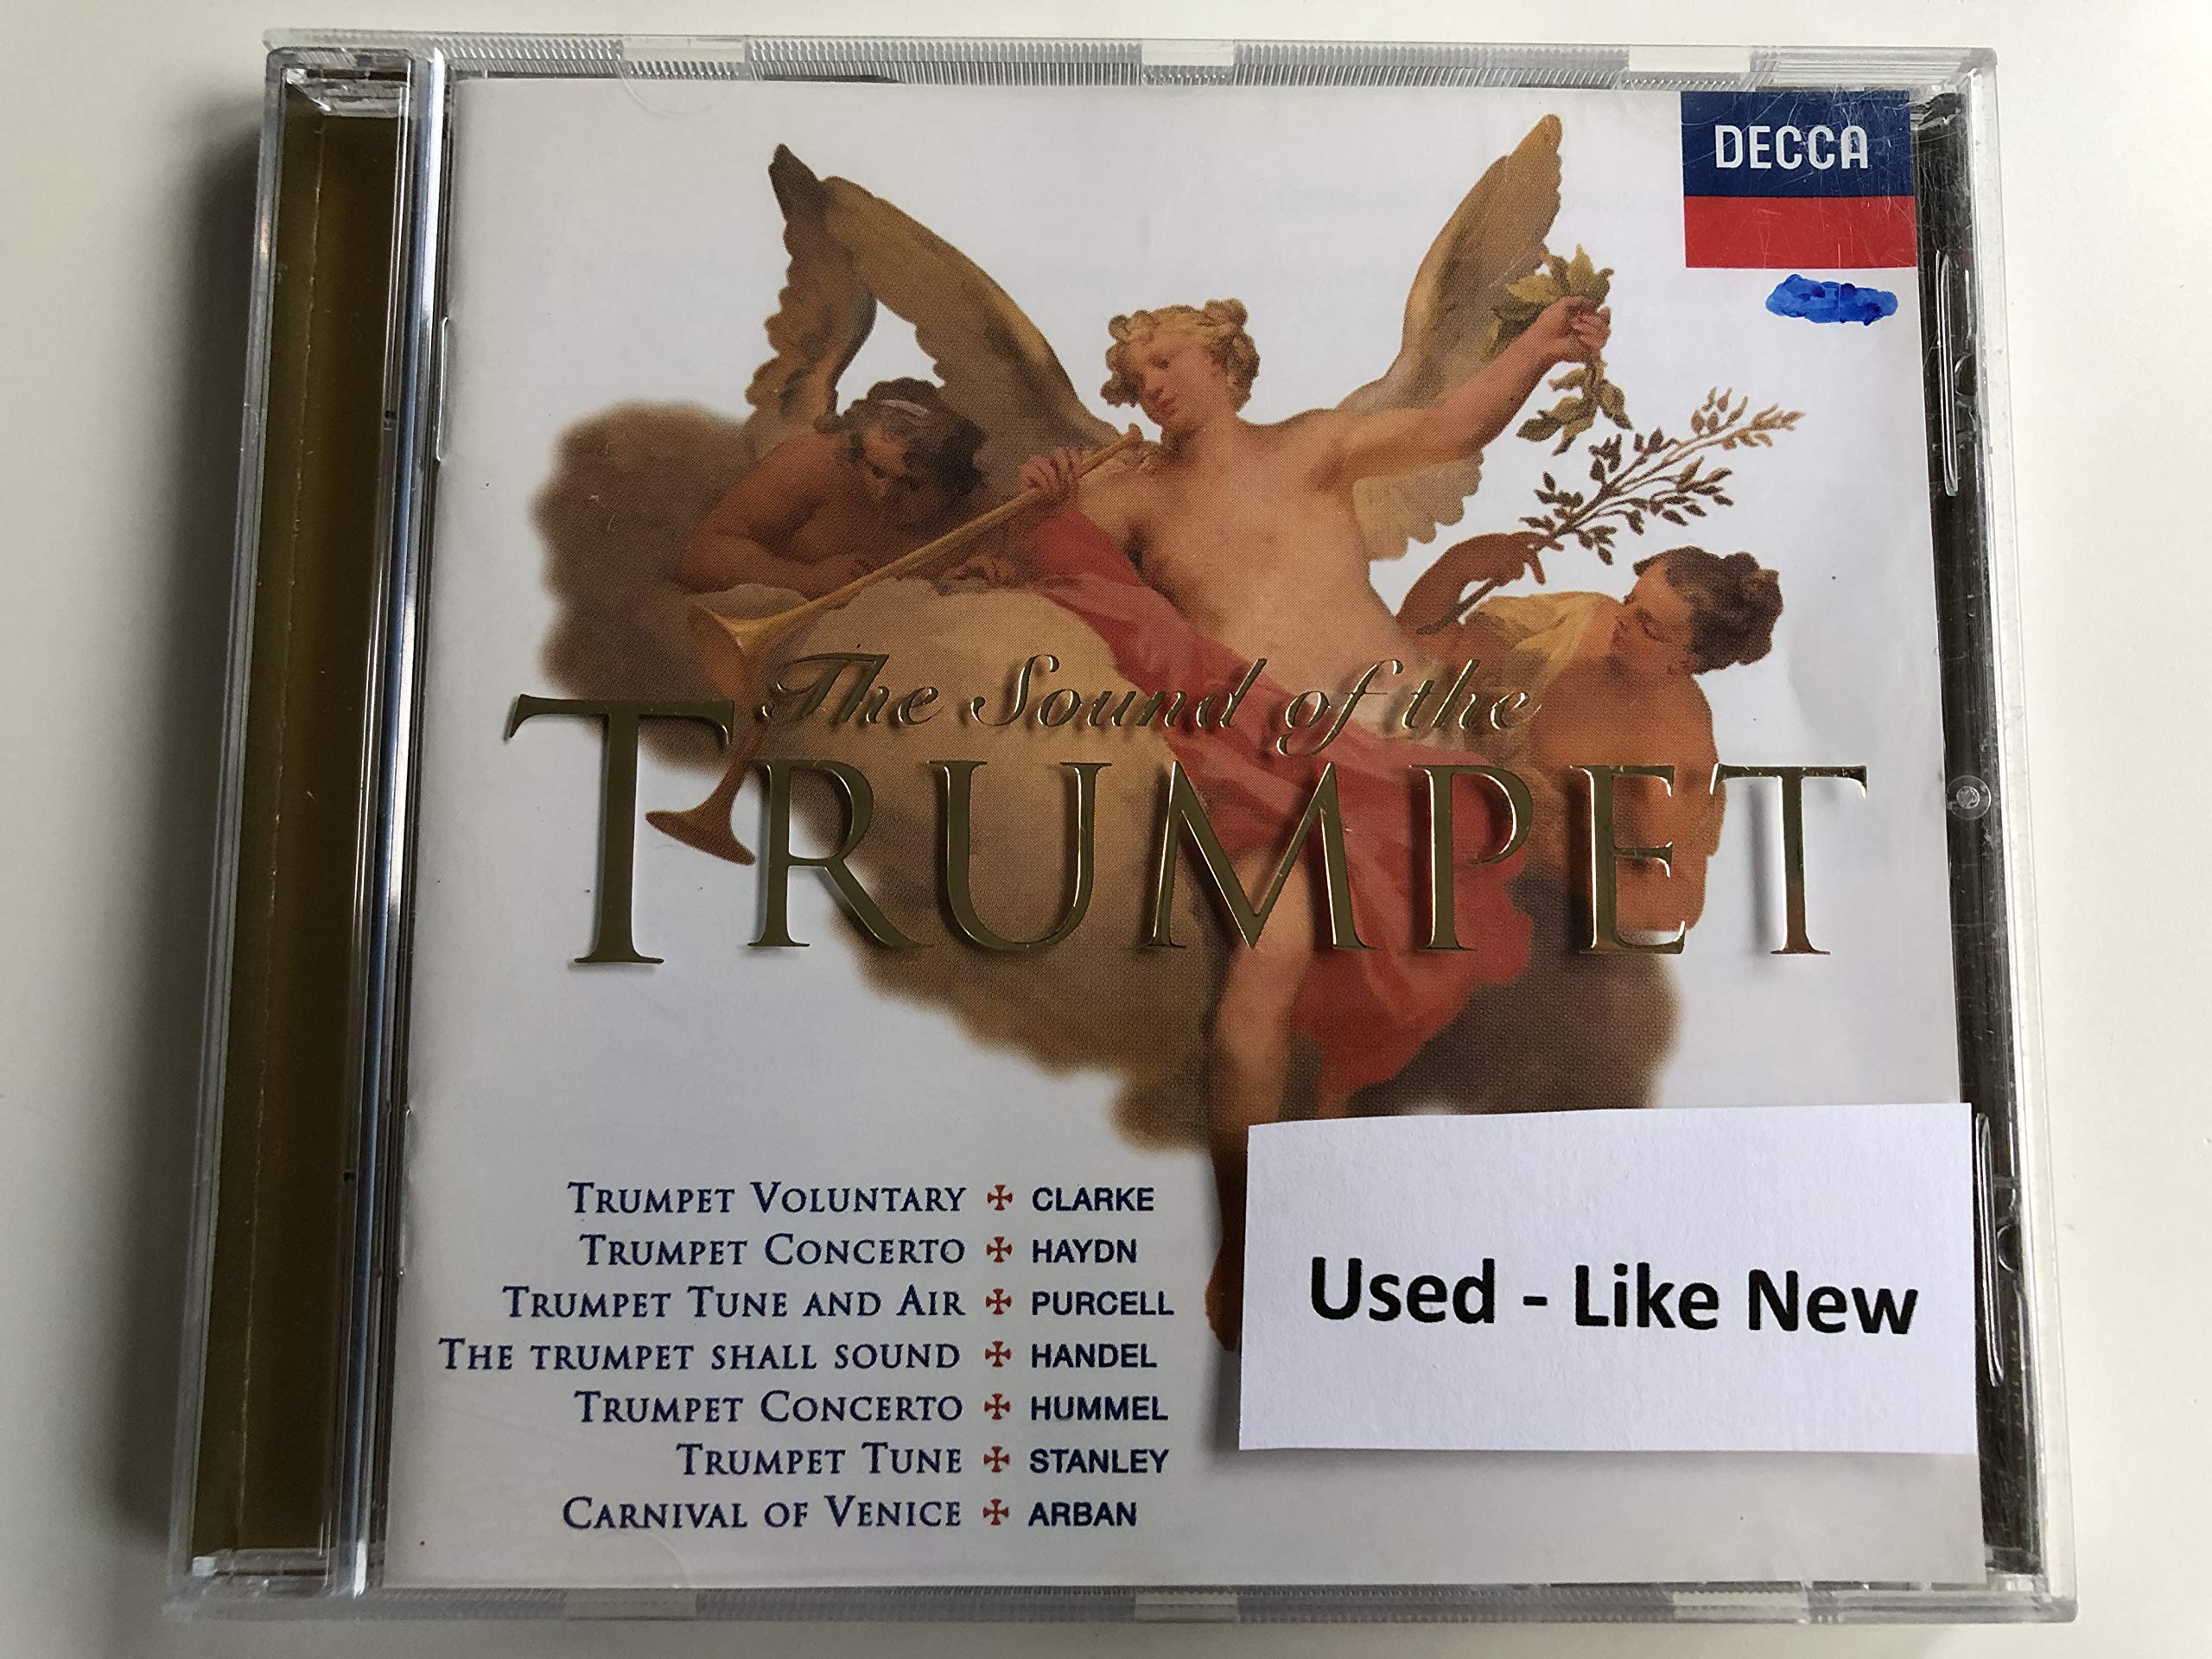 DECCA
The Sound of the
TRUMPET
TRUMPET VOLUNTARY ✠ CLARKE
TRUMPET CONCERTO ✠ HAYDN
TRUMPET TUNE AND AIR ✠ PURCELL
THE TRUMPET SHALL SOUND ✠ HANDEL
TRUMPET CONCERTO ✠ HUMMEL
TRUMPET TUNE ✠ STANLEY
CARNIVAL OF VENICE ✠ ARBAN
Used - Like New